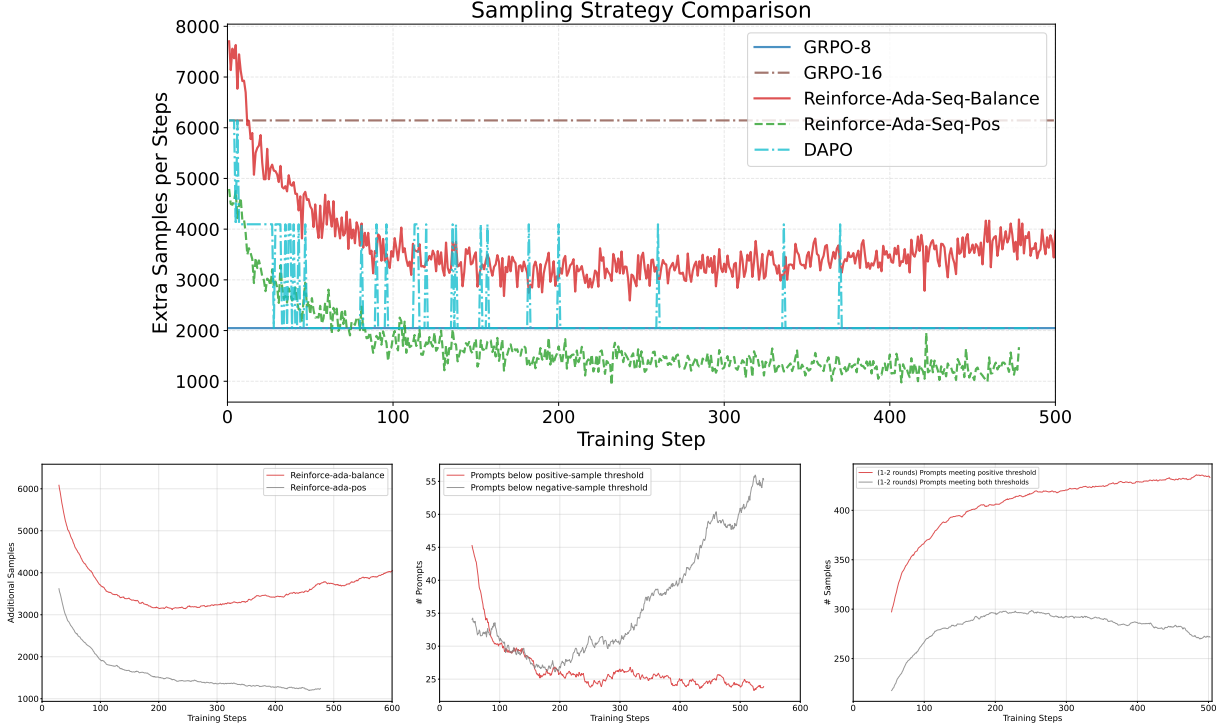 Sampling Strategy Comparison
Extra Samples per Steps
8000
7000
6000
5000
4000
3000
2000
1000
0
100
200
300
400
500
Training Step
GRPO-8
GRPO-16
Reinforce-Ada-Seq-Balance
Reinforce-Ada-Seq-Pos
DAPO
Additional Samples
6000
5000
4000
3000
2000
1000
0
100
200
300
400
500
600
Training Steps
Reinforce-ada-balance
Reinforce-ada-pos
# Prompts
55
50
45
40
35
30
25
0
100
200
300
400
500
600
Training Steps
Prompts below positive-sample threshold
Prompts below negative-sample threshold
# Samples
400
350
300
250
0
100
200
300
400
500
Training Steps
(1-2 rounds) Prompts meeting positive threshold
(1-2 rounds) Prompts meeting both thresholds